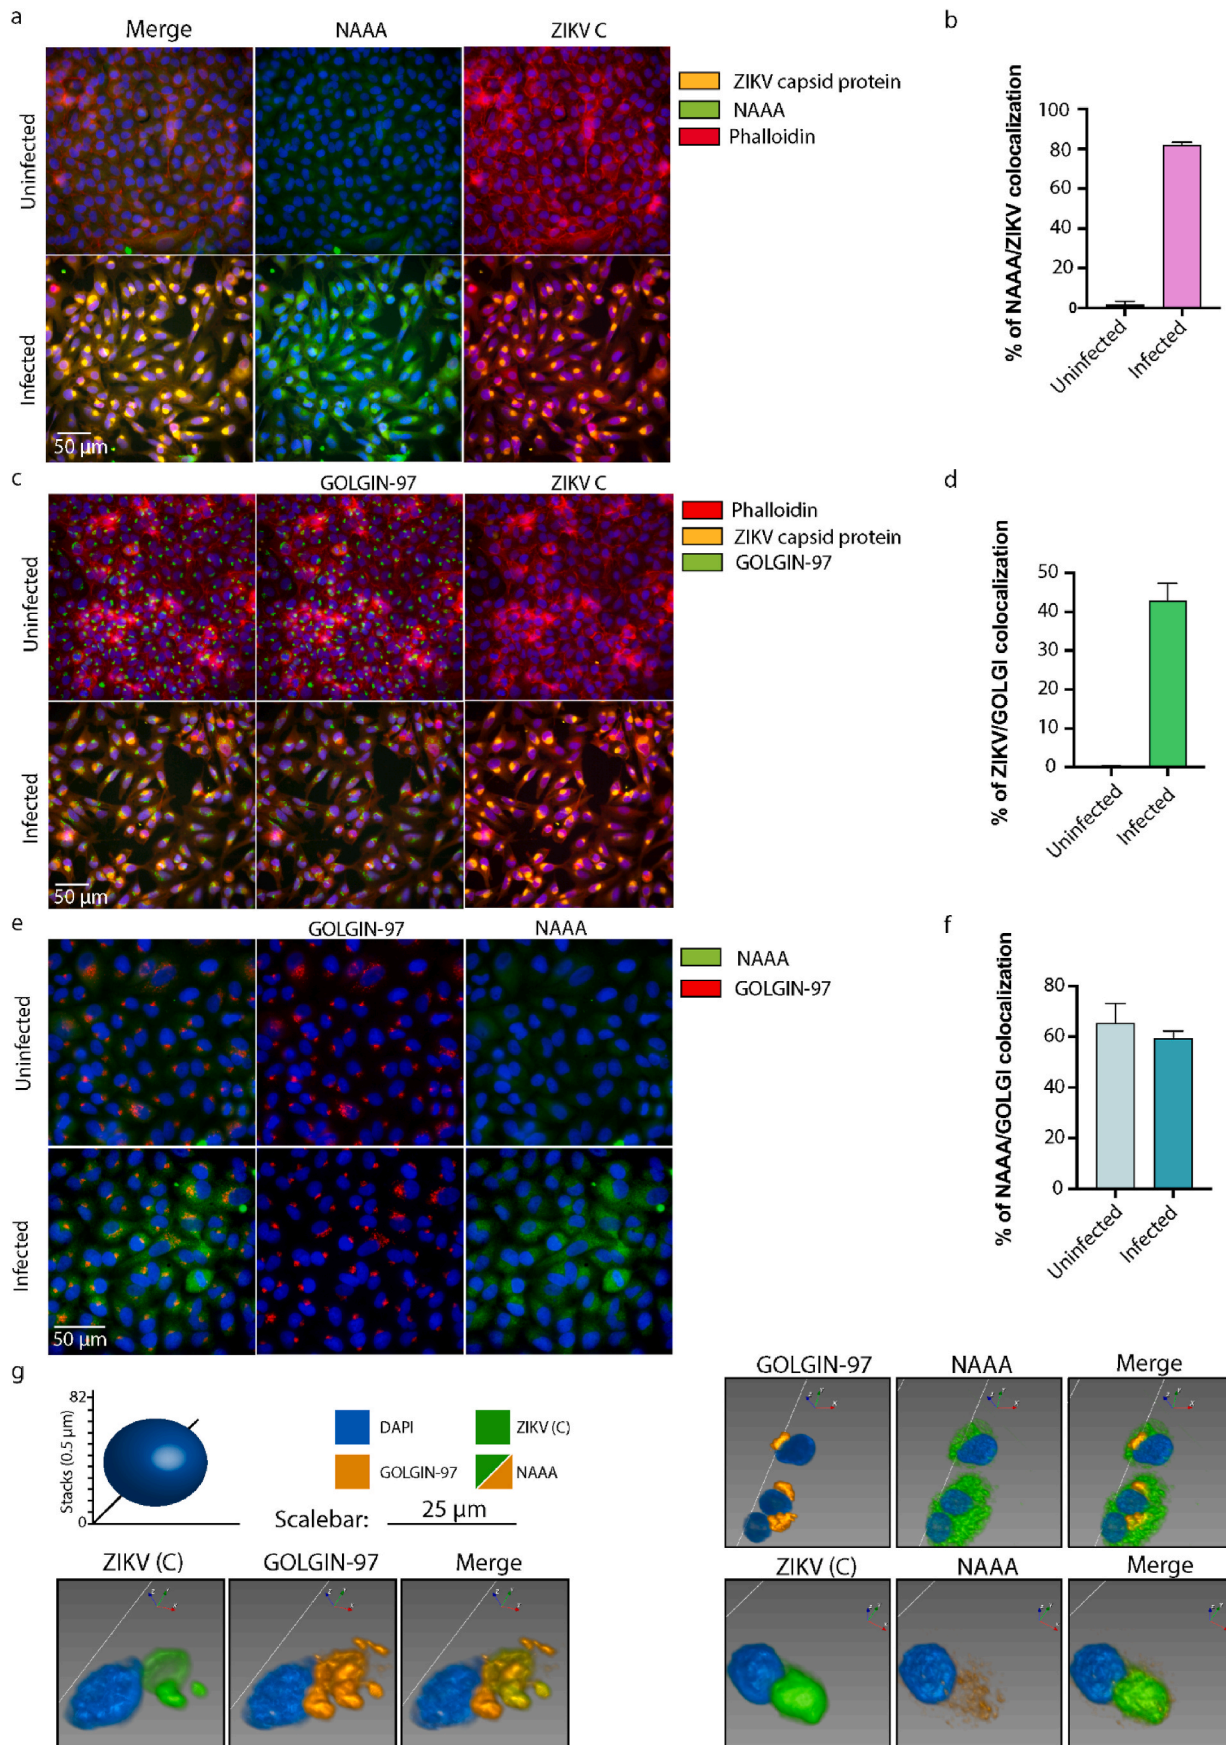 a
Merge
NAAA
ZIKV C
Uninfected
Infected
50 µm
ZIKV capsid protein
NAAA
Phalloidin
b
% of NAAA/ZIKV colocalization
100
80
60
40
20
0
Uninfected
Infected
c
GOLGIN-97
ZIKV C
Uninfected
Infected
50 µm
Phalloidin
ZIKV capsid protein
GOLGIN-97
d
% of ZIKV/GOLGI colocalization
50
40
30
20
10
0
Uninfected
Infected
e
GOLGIN-97
NAAA
Uninfected
Infected
50 µm
NAAA
GOLGIN-97
f
% of NAAA/GOLGI colocalization
80
60
40
20
0
Uninfected
Infected
g
Stacks (0.5 µm)
82
0
DAPI
ZIKV (C)
GOLGIN-97
NAAA
Scalebar:
25 µm
ZIKV (C)
GOLGIN-97
Merge
GOLGIN-97
NAAA
Merge
ZIKV (C)
NAAA
Merge